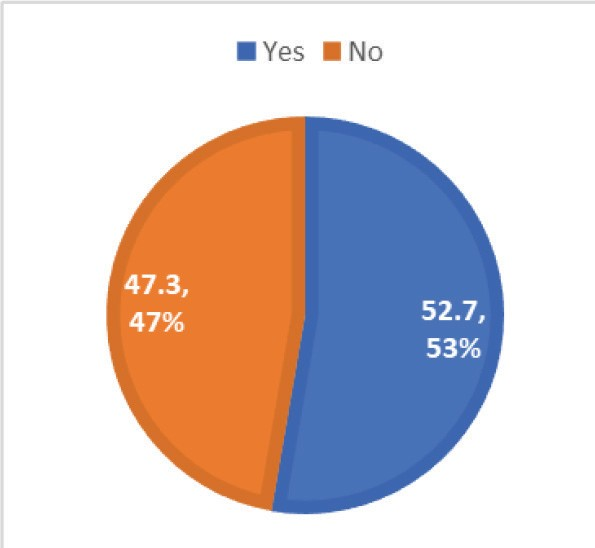 Yes No
47.3,
47%
52.7,
53%